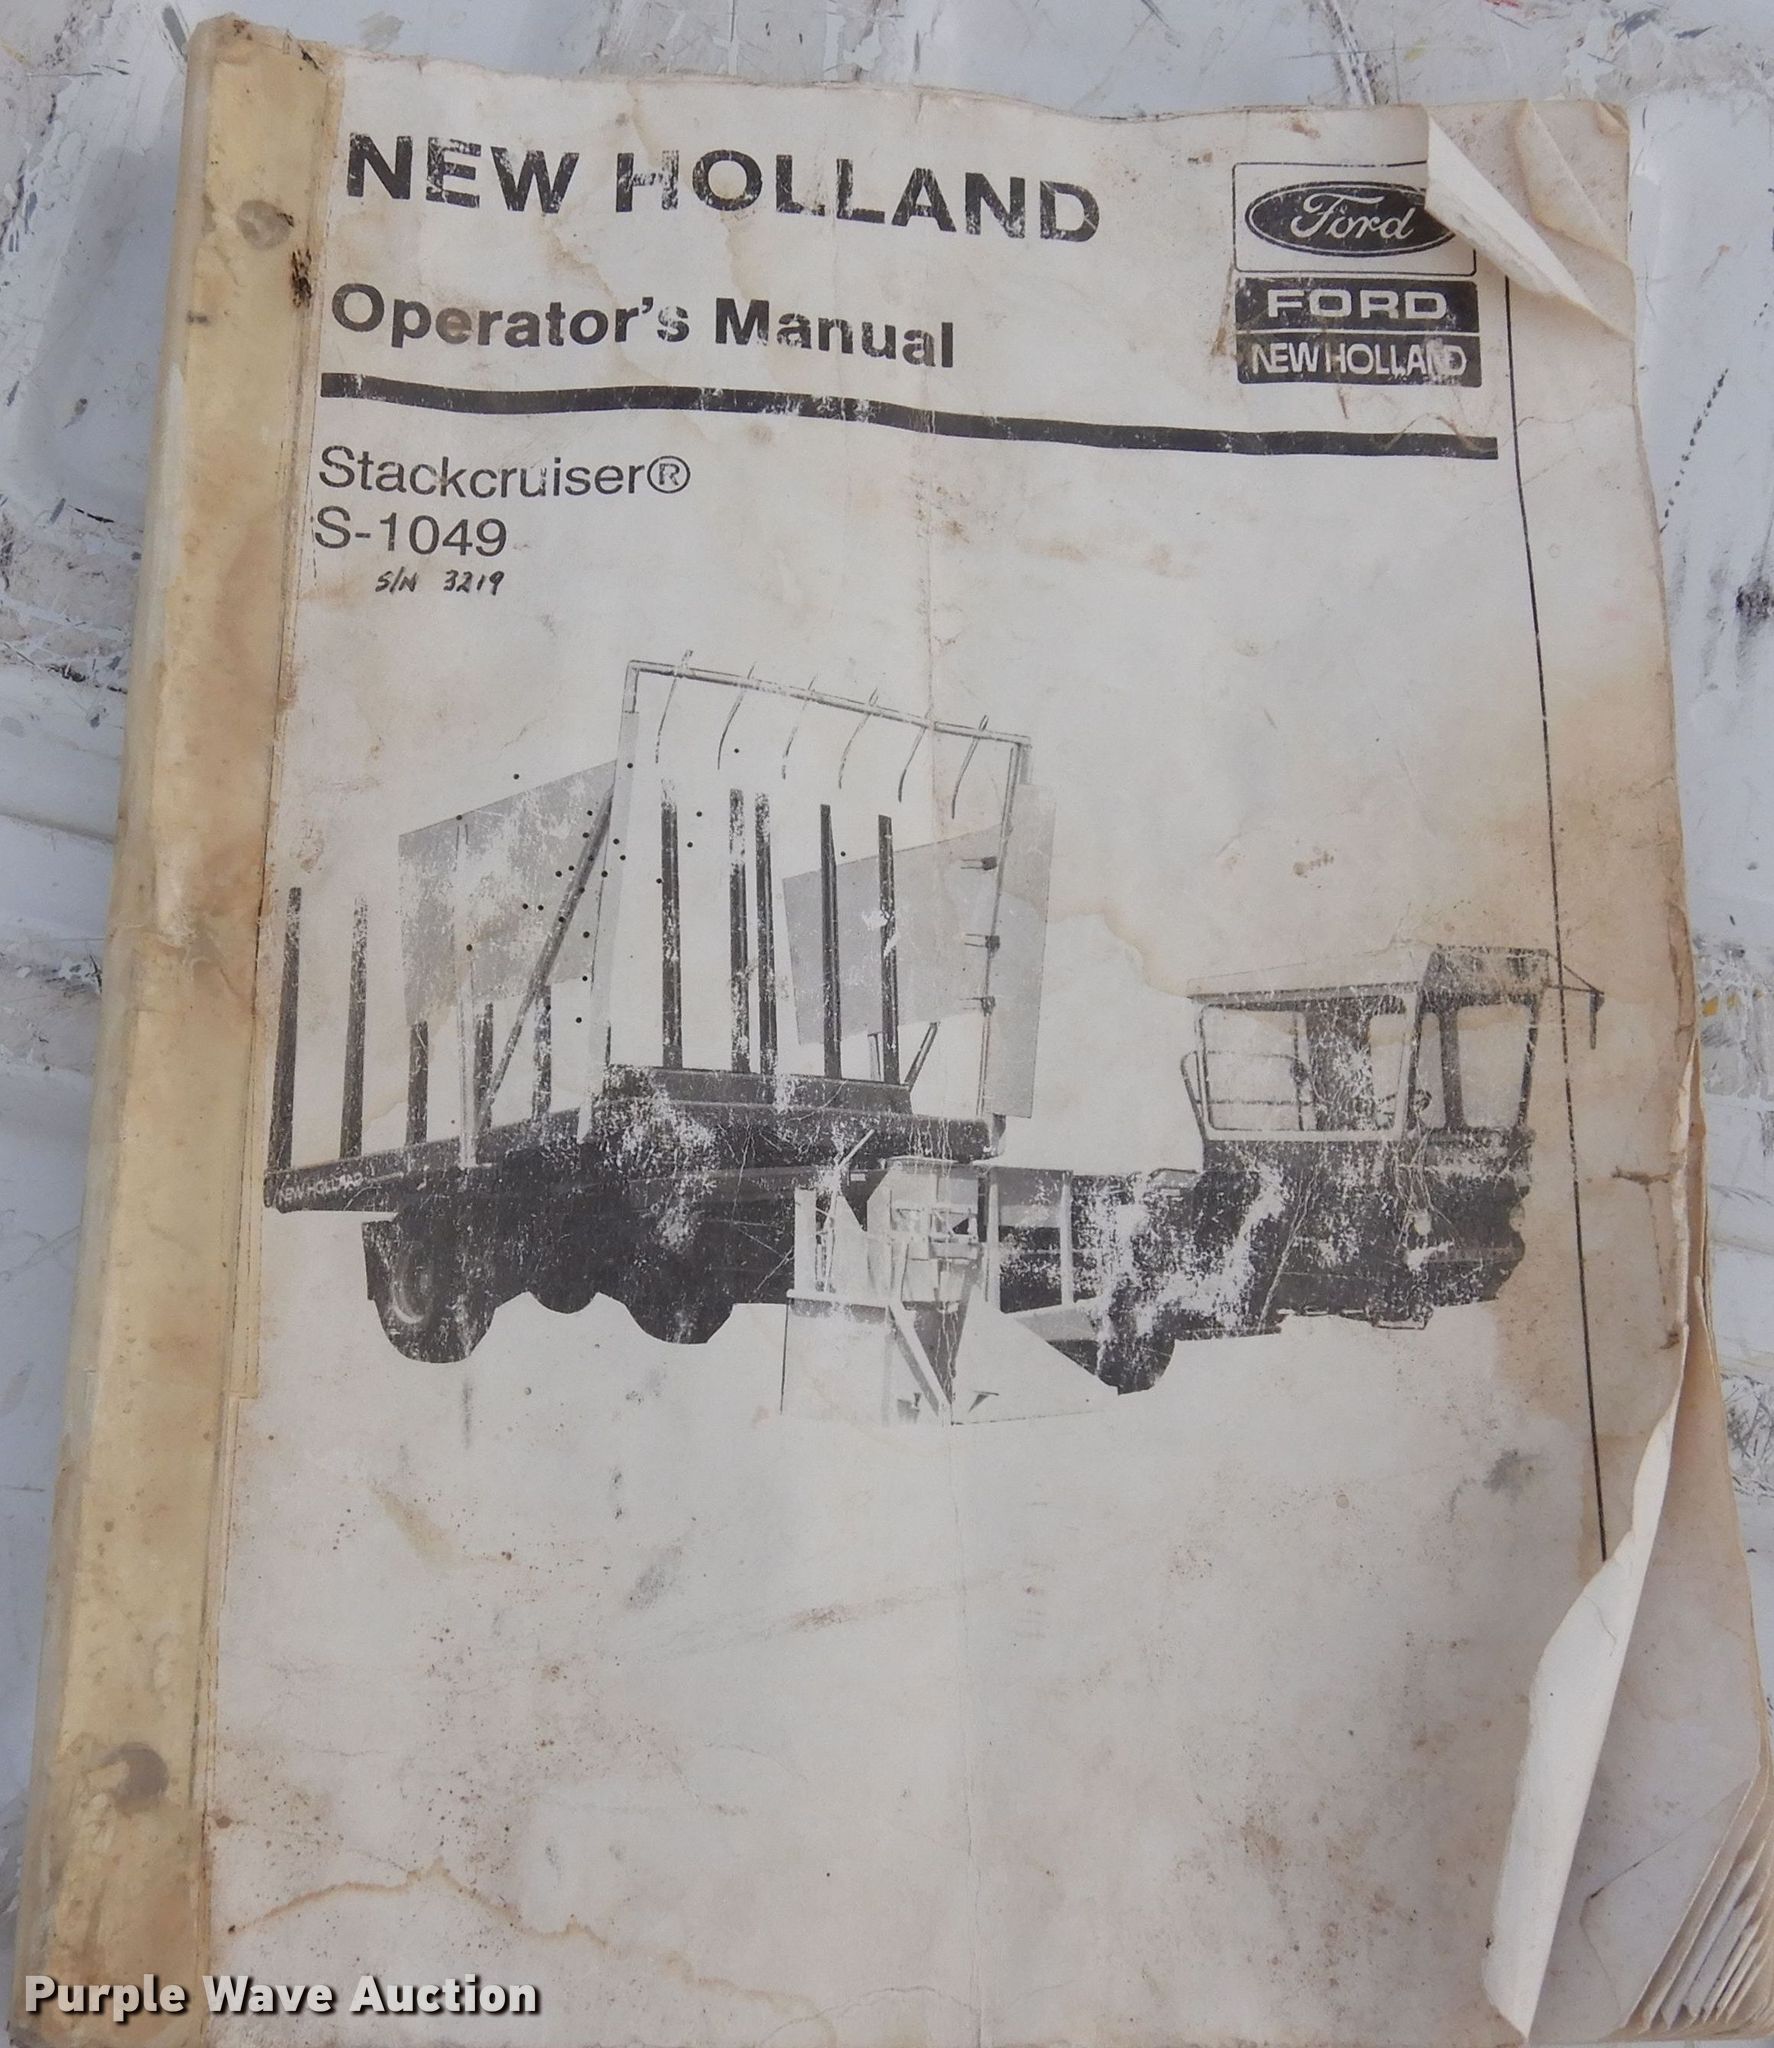 NEW HOLLAND
Ford
FORD
NEW HOLLAND
Operator's Manual
Stackcruiser®
S-1049
S/N 3219
NEW HOLLAND
Purple Wave Auction